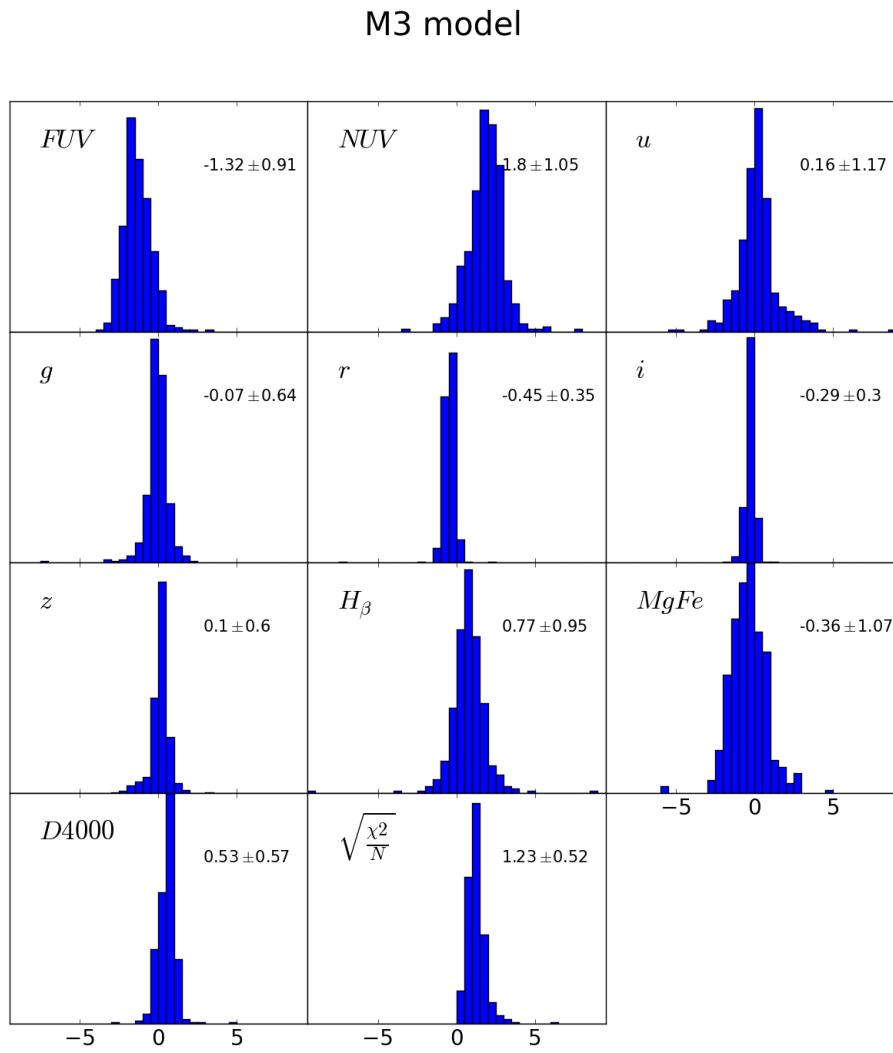 M3 model
FUV
-1.32 ±0.91
NUV
1.8 ±1.05
u
0.16 ±1.17
g
-0.07 ±0.64
r
-0.45 ±0.35
i
-0.29 ±0.3
z
0.1 ±0.6
H_β
0.77 ±0.95
MgFe
-0.36 ±1.07
−5 0 5
D4000
0.53 ±0.57
√(χ2/N)
1.23 ±0.52
−5 0 5 −5 0 5